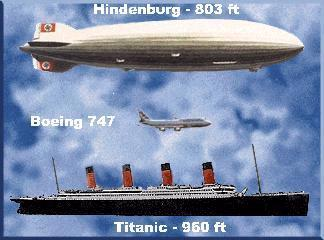 Hindenburg - 803 ft
Boeing 747
Titanic - 960 ft